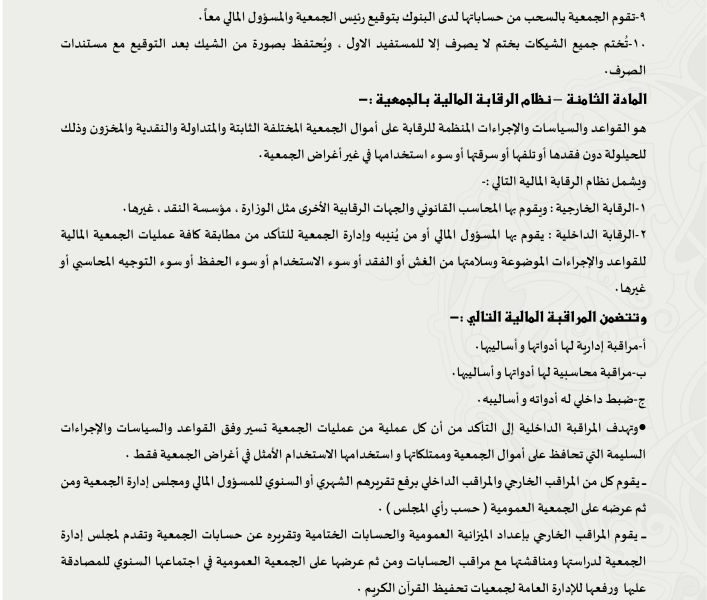 ٩-تقوم الجمعية بالسحب من حساباتها لدى البنوك بتوقيع رئيس الجمعية والمسؤول المالي معاً.
١٠-تُختم جميع الشيكات بختم لا يصرف إلا للمستفيد الاول ، ويُحتفظ بصورة من الشيك بعد التوقيع مع مستندات
الصرف.
المادة الثامنة – نظام الرقابة المالية بالجمعية :–
هو القواعد والسياسات والإجراءات المنظمة للرقابة على أموال الجمعية المختلفة الثابتة والمتداولة والنقدية والمخزون وذلك
للحيلولة دون فقدها أو تلفها أو سرقتها أو سوء استخدامها في غير أغراض الجمعية.
ويشمل نظام الرقابة المالية التالي :-
١-الرقابة الخارجية : ويقوم بها المحاسب القانوني والجهات الرقابية الأخرى مثل الوزارة ، مؤسسة النقد ، غيرها.
٢-الرقابة الداخلية : يقوم بها المسؤول المالي أو من يُنيبه وإدارة الجمعية للتأكد من مطابقة كافة عمليات الجمعية المالية
للقواعد والإجراءات الموضوعة وسلامتها من الغش أو الفقد أو سوء الاستخدام أو سوء الحفظ أو سوء التوجيه المحاسبي أو
غيرها.
وتتضمن المراقبة المالية التالي :–
أ-مراقبة إدارية لها أدواتها و أساليبها.
ب-مراقبة محاسبية لها أدواتها و أساليبها.
ج-ضبط داخلي له أدواته و أساليبه.
●وتهدف المراقبة الداخلية إلى التأكد من أن كل عملية من عمليات الجمعية تسير وفق القواعد والسياسات والإجراءات
السليمة التي تحافظ على أموال الجمعية وممتلكاتها و استخدامها الاستخدام الأمثل في أغراض الجمعية فقط .
ـ يقوم كل من المراقب الخارجي والمراقب الداخلي برفع تقريرهم الشهري أو السنوي للمسؤول المالي ومجلس إدارة الجمعية ومن
ثم عرضه على الجمعية العمومية ( حسب رأي المجلس ) .
ـ يقوم المراقب الخارجي بإعداد الميزانية العمومية والحسابات الختامية وتقريره عن حسابات الجمعية وتقدم لمجلس إدارة
الجمعية لدراستها ومناقشتها مع مراقب الحسابات ومن ثم عرضها على الجمعية العمومية في اجتماعها السنوي للمصادقة
عليها ورفعها للإدارة العامة لجمعيات تحفيظ القرآن الكريم .